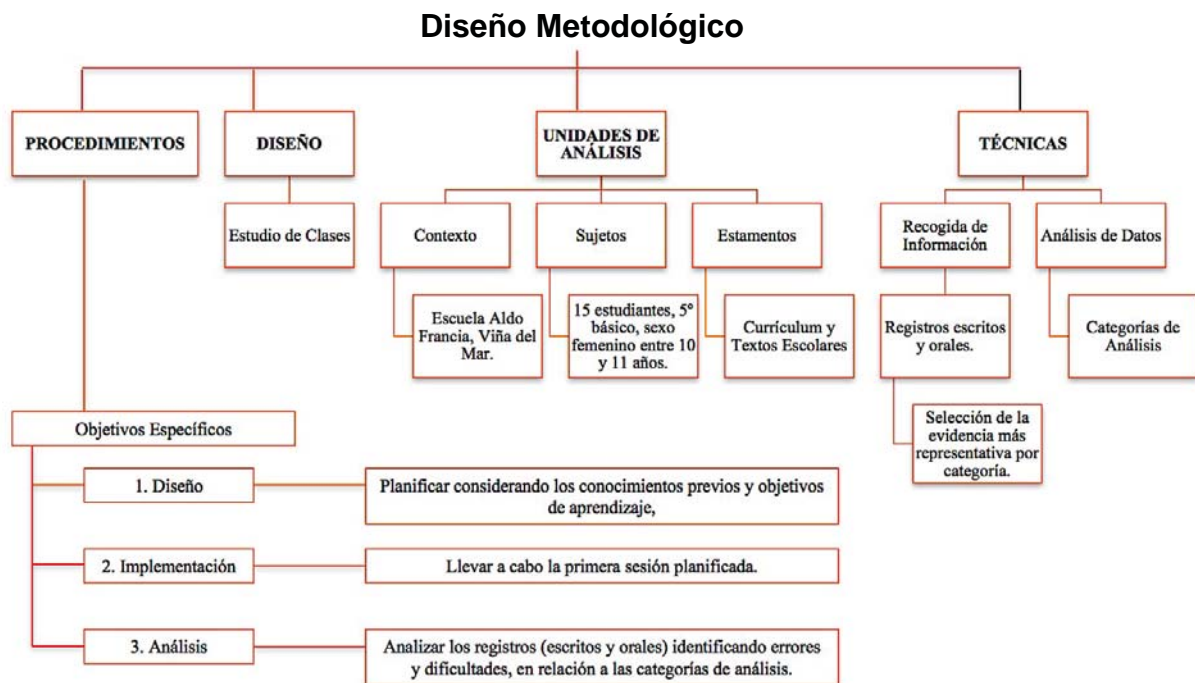 Diseño Metodológico
PROCEDIMIENTOS
DISEÑO
UNIDADES DE
ANÁLISIS
TÉCNICAS
Estudio de Clases
Contexto
Sujetos
Estamentos
Recogida de
Información
Análisis de Datos
Escuela Aldo
Francia, Viña del
Mar.
15 estudiantes, 5º
básico, sexo
femenino entre 10
y 11 años.
Currículum y
Textos Escolares
Registros escritos
y orales.
Categorías de
Análisis
Selección de la
evidencia más
representativa por
categoría.
Objetivos Específicos
1. Diseño
Planificar considerando los conocimientos previos y objetivos
de aprendizaje,
2. Implementación
Llevar a cabo la primera sesión planificada.
3. Análisis
Analizar los registros (escritos y orales) identificando errores
y dificultades, en relación a las categorías de análisis.